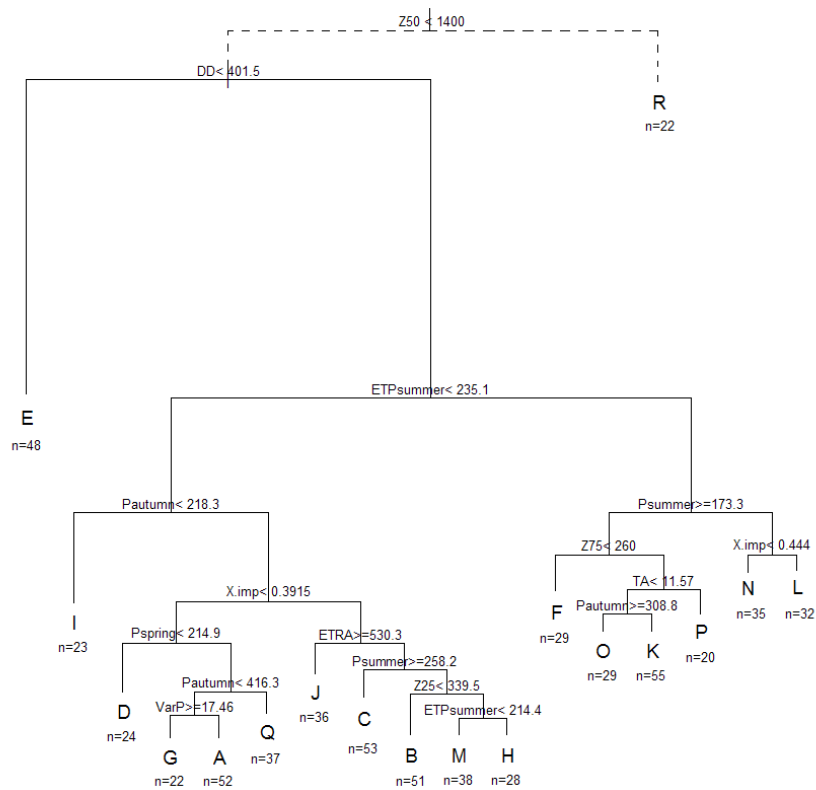 Z50 < 1400
DD< 401.5
R
n=22
ETPsummer< 235.1
E
n=48
Pautumn< 218.3
Psummer>=173.3
Z75< 260
X.imp< 0.444
TA< 11.57
X.imp< 0.3915
N
L
F
Pautumn>=308.8
I
n=35
n=32
P
n=29
Pspring< 214.9
ETRA>=530.3
O
K
n=20
n=23
n=29
n=55
Psummer>=258.2
Pautumn< 416.3
Z25< 339.5
D
J
VarP>=17.46
ETPsummer< 214.4
C
n=24
n=36
Q
n=53
G
A
n=37
B
M
H
n=22
n=52
n=51
n=38
n=28